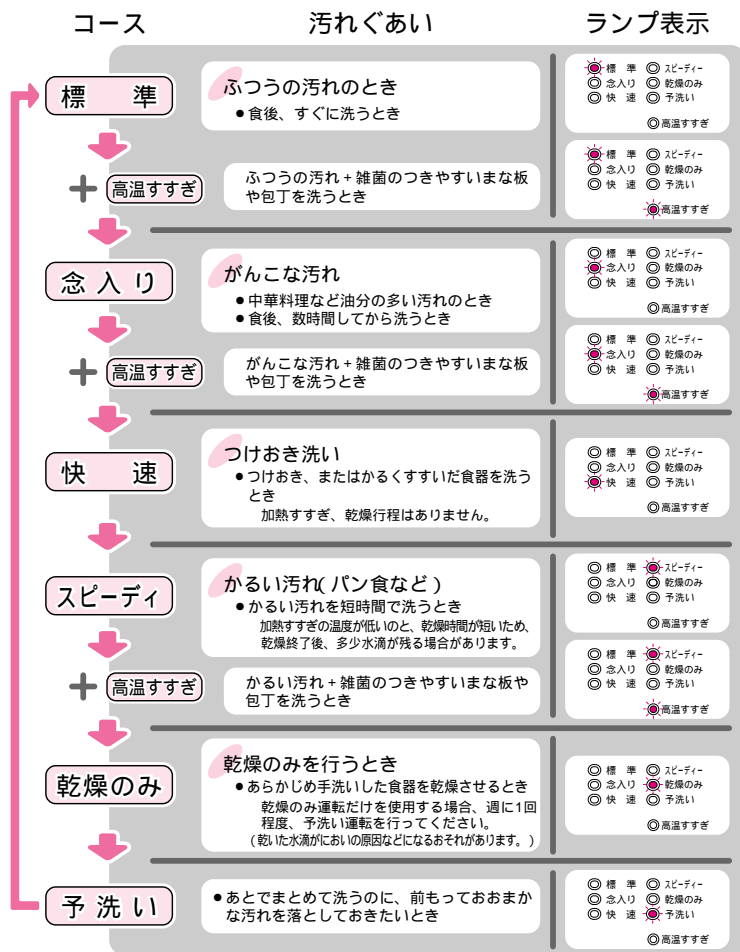 コース 汚れぐあい ランプ表示
標 準
ふつうの汚れのとき
●食後、すぐに洗うとき
標 準 スピーディー
念入り 乾燥のみ
快 速 予洗い
高温すすぎ
＋ 高温すすぎ
ふつうの汚れ+雑菌のつきやすいまな板
や包丁を洗うとき
標 準 スピーディー
念入り 乾燥のみ
快 速 予洗い
高温すすぎ
念 入 り
がんこな汚れ
●中華料理など油分の多い汚れのとき
●食後、数時間してから洗うとき
標 準 スピーディー
念入り 乾燥のみ
快 速 予洗い
高温すすぎ
＋ 高温すすぎ
がんこな汚れ+雑菌のつきやすいまな板
や包丁を洗うとき
標 準 スピーディー
念入り 乾燥のみ
快 速 予洗い
高温すすぎ
快 速
つけおき洗い
●つけおき、またはかるくすすいだ食器を洗う
とき
加熱すすぎ、乾燥行程はありません。
標 準 スピーディー
念入り 乾燥のみ
快 速 予洗い
高温すすぎ
スピーディ
かるい汚れ(パン食など)
●かるい汚れを短時間で洗うとき
加熱すすぎの温度が低いのと、乾燥時間が短いため、
乾燥終了後、多少水滴が残る場合があります。
標 準 スピーディー
念入り 乾燥のみ
快 速 予洗い
高温すすぎ
＋ 高温すすぎ
かるい汚れ+雑菌のつきやすいまな板や
包丁を洗うとき
標 準 スピーディー
念入り 乾燥のみ
快 速 予洗い
高温すすぎ
乾燥のみ
乾燥のみを行うとき
●あらかじめ手洗いした食器を乾燥させるとき
乾燥のみ運転だけを使用する場合、週に1回
程度、予洗い運転を行ってください。
(乾いた水滴がにおいの原因などになるおそれがあります。)
標 準 スピーディー
念入り 乾燥のみ
快 速 予洗い
高温すすぎ
予 洗 い
●あとでまとめて洗うのに、前もっておおまか
な汚れを落としておきたいとき
標 準 スピーディー
念入り 乾燥のみ
快 速 予洗い
高温すすぎ